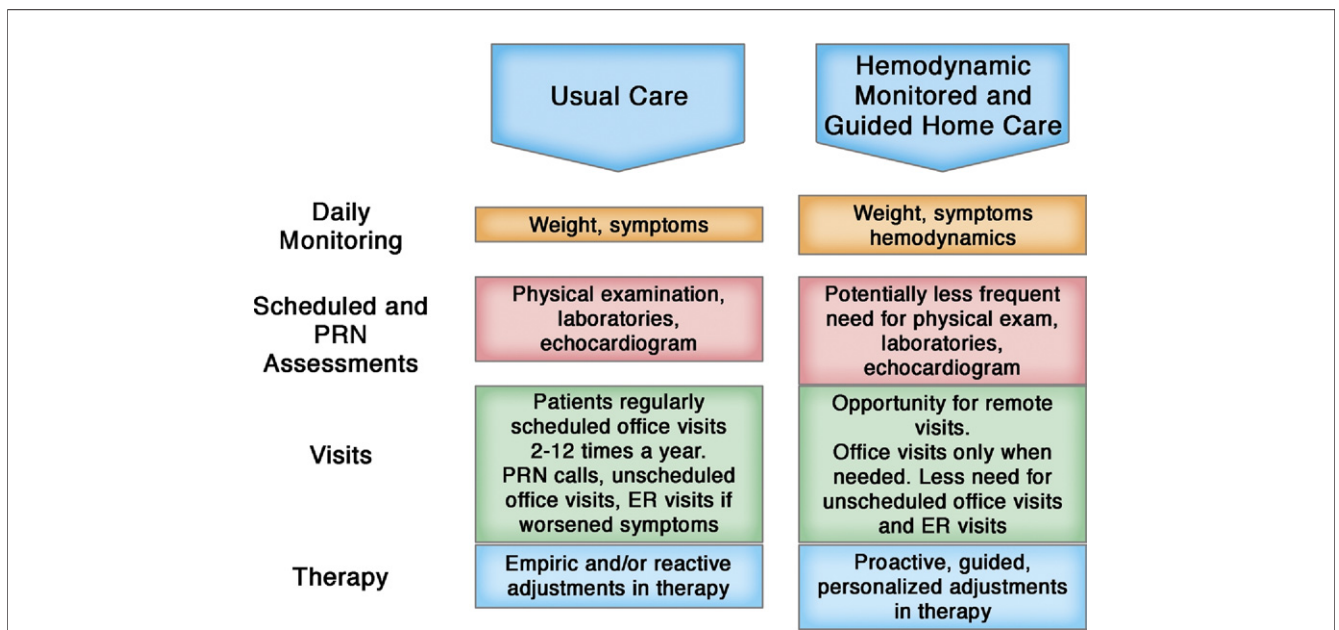 Usual Care
Hemodynamic
Monitored and
Guided Home Care
Daily
Monitoring
Weight, symptoms
Weight, symptoms
hemodynamics
Scheduled and
PRN
Assessments
Physical examination,
laboratories,
echocardiogram
Potentially less frequent
need for physical exam,
laboratories,
echocardiogram
Visits
Patients regularly
scheduled office visits
2-12 times a year.
PRN calls, unscheduled
office visits, ER visits if
worsened symptoms
Opportunity for remote
visits.
Office visits only when
needed. Less need for
unscheduled office visits
and ER visits
Therapy
Empiric and/or reactive
adjustments in therapy
Proactive, guided,
personalized adjustments
in therapy